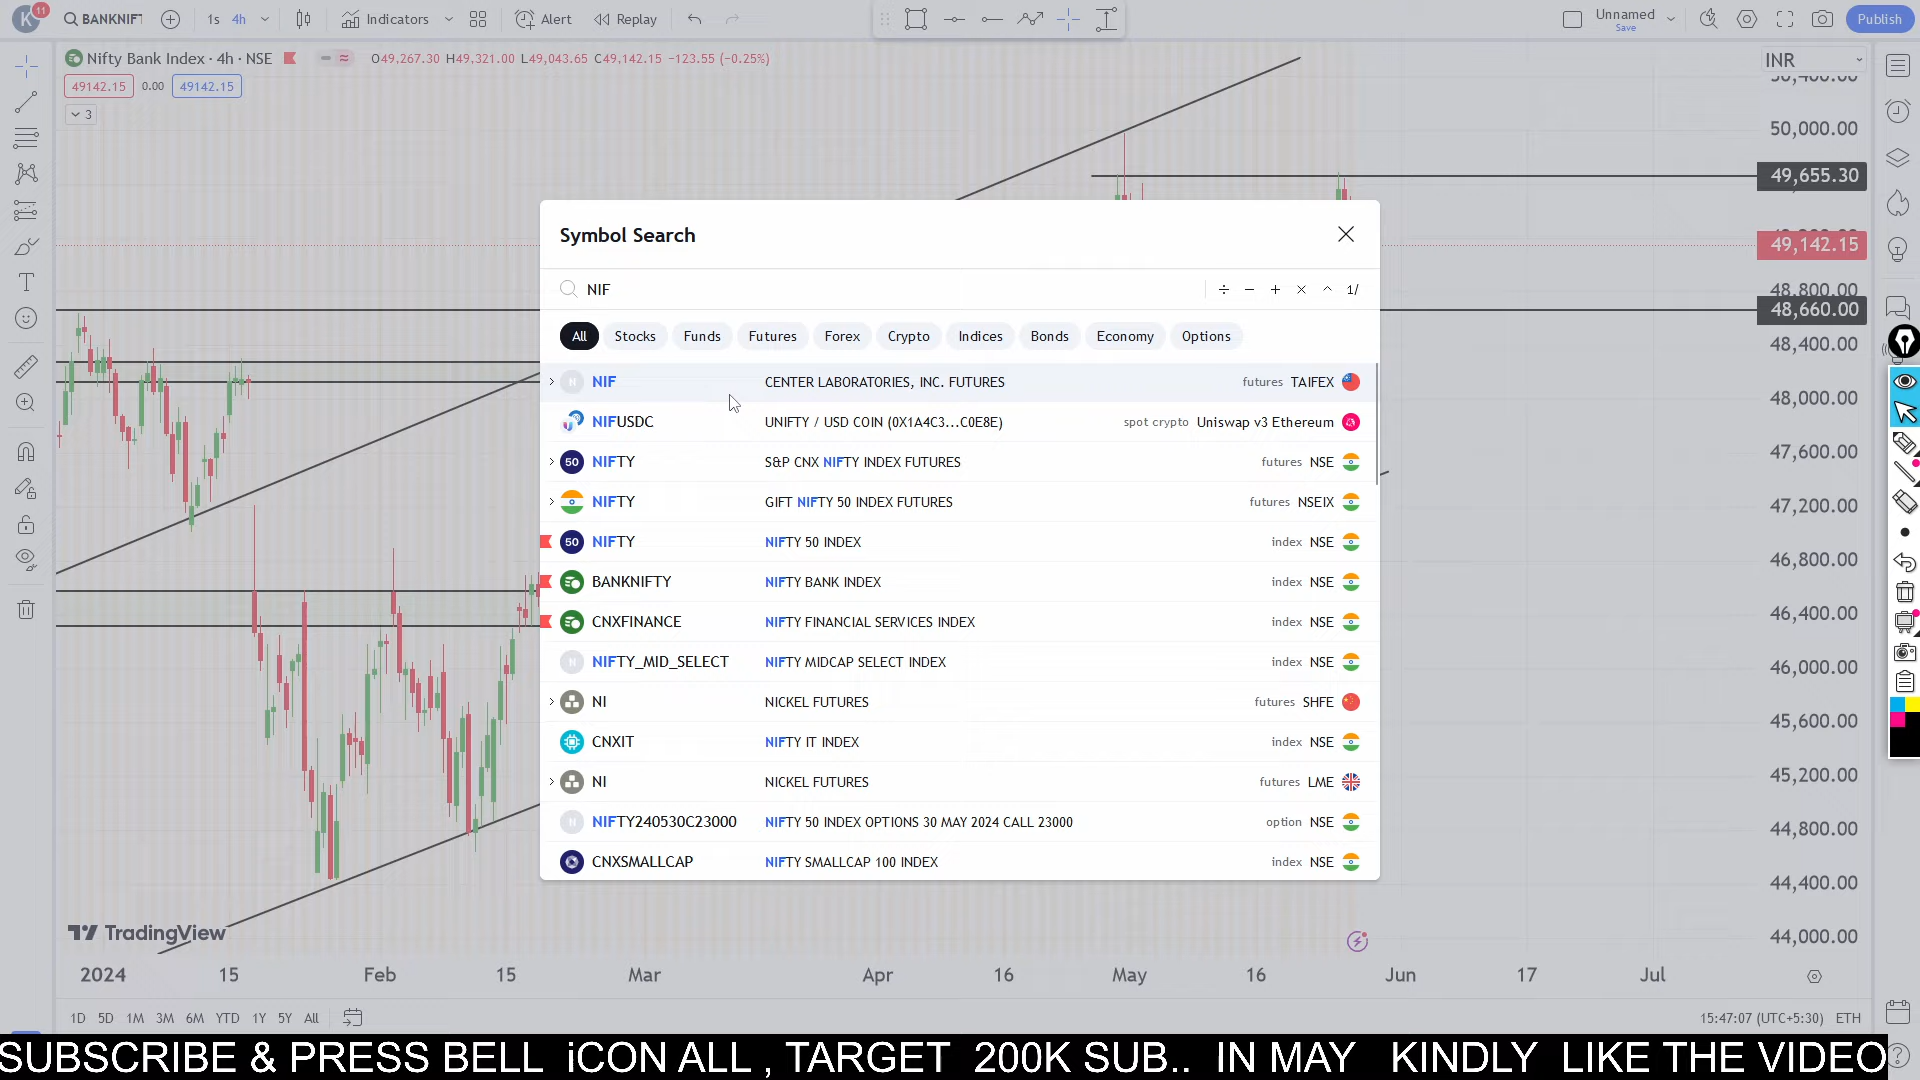 K
11
BANKNIFT
1s
4h
Indicators
Alert
Replay
Unnamed
Save
Publish
Nifty Bank Index · 4h · NSE
O49,267.30 H49,321.00 L49,043.65 C49,142.15 −123.55 (−0.25%)
INR
49142.15
0.00
49142.15
3
50,000.00
49,655.30
49,142.15
48,800.00
48,660.00
48,400.00
48,000.00
47,600.00
47,200.00
46,800.00
46,400.00
46,000.00
45,600.00
45,200.00
44,800.00
44,400.00
44,000.00
Symbol Search
NIF
÷ − + × ^ 1/
All Stocks Funds Futures Forex Crypto Indices Bonds Economy Options
N NIF CENTER LABORATORIES, INC. FUTURES futures TAIFEX
NIFUSDC UNIFTY / USD COIN (0X1A4C3...C0E8E) spot crypto Uniswap v3 Ethereum
50 NIFTY S&P CNX NIFTY INDEX FUTURES futures NSE
NIFTY GIFT NIFTY 50 INDEX FUTURES futures NSEIX
50 NIFTY NIFTY 50 INDEX index NSE
BANKNIFTY NIFTY BANK INDEX index NSE
CNXFINANCE NIFTY FINANCIAL SERVICES INDEX index NSE
N NIFTY_MID_SELECT NIFTY MIDCAP SELECT INDEX index NSE
NI NICKEL FUTURES futures SHFE
CNXIT NIFTY IT INDEX index NSE
NI NICKEL FUTURES futures LME
N NIFTY240530C23000 NIFTY 50 INDEX OPTIONS 30 MAY 2024 CALL 23000 option NSE
CNXSMALLCAP NIFTY SMALLCAP 100 INDEX index NSE
TradingView
2024 15 Feb 15 Mar Apr 16 May 16 Jun 17 Jul
1D 5D 1M 3M 6M YTD 1Y 5Y All
15:47:07 (UTC+5:30) ETH
SUBSCRIBE & PRESS BELL iCON ALL , TARGET 200K SUB.. IN MAY KINDLY LIKE THE VIDEO